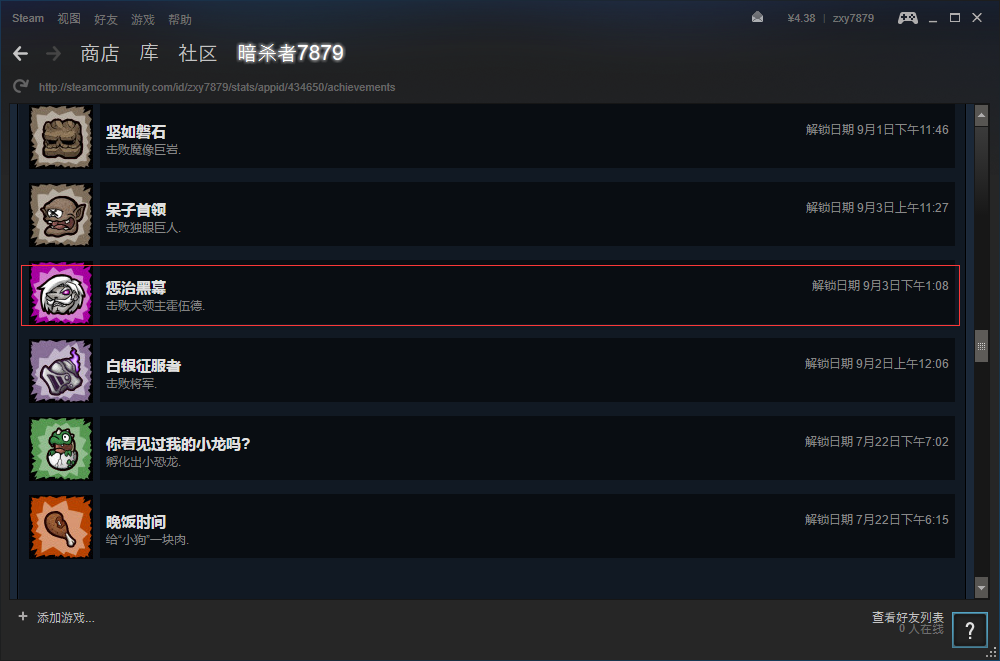 Steam 视图 好友 游戏 帮助 ¥4.38 | zxy7879
商店 库 社区 暗杀者7879
http://steamcommunity.com/id/zxy7879/stats/appid/434650/achievements
坚如磐石 解锁日期 9月1日下午11:46
击败魔像巨岩.
呆子首领 解锁日期 9月3日上午11:27
击败独眼巨人.
惩治黑幕 解锁日期 9月3日下午1:08
击败大领主霍伍德.
白银征服者 解锁日期 9月2日上午12:06
击败将军.
你看见过我的小龙吗? 解锁日期 7月22日下午7:02
孵化出小恐龙.
晚饭时间 解锁日期 7月22日下午6:15
给“小狗”一块肉.
+ 添加游戏... 查看好友列表
0 人在线
?